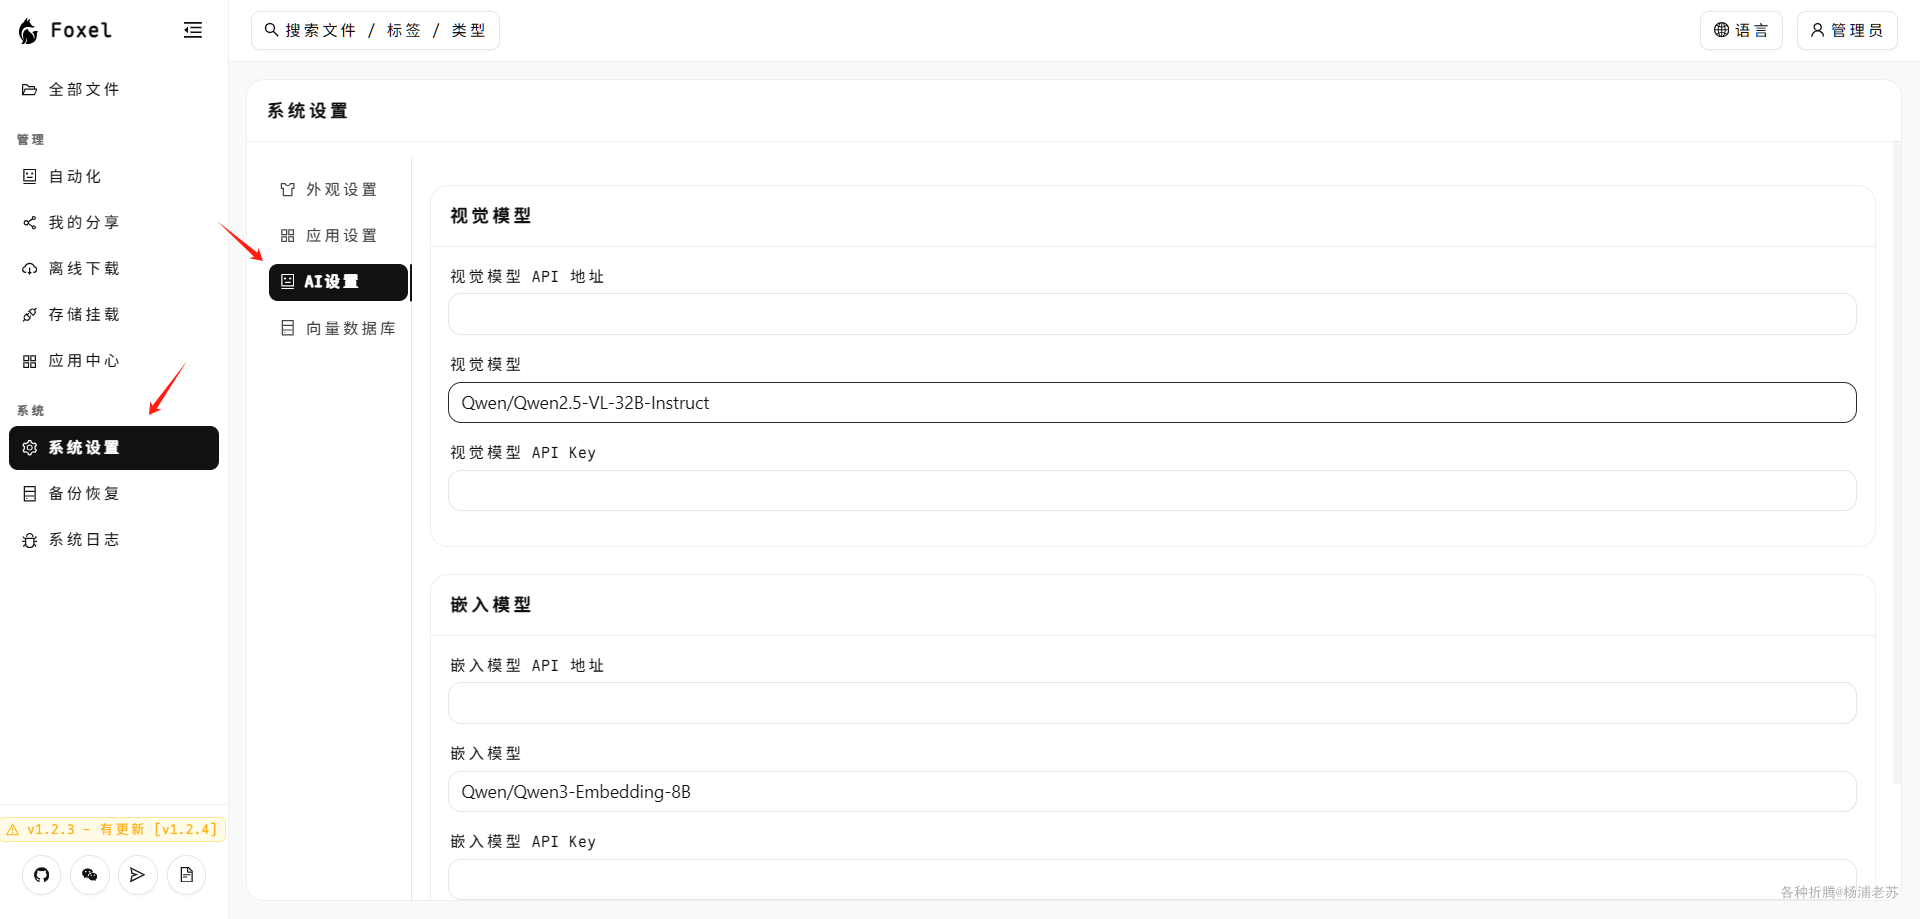 Foxel
搜索文件 / 标签 / 类型
语言
管理员
全部文件
管理
自动化
我的分享
离线下载
存储挂载
应用中心
系统
系统设置
备份恢复
系统日志
v1.2.3 - 有更新 [v1.2.4]
系统设置
外观设置
应用设置
AI设置
向量数据库
视觉模型
视觉模型 API 地址
视觉模型
Qwen/Qwen2.5-VL-32B-Instruct
视觉模型 API Key
嵌入模型
嵌入模型 API 地址
嵌入模型
Qwen/Qwen3-Embedding-8B
嵌入模型 API Key
各种折腾@杨浦老苏